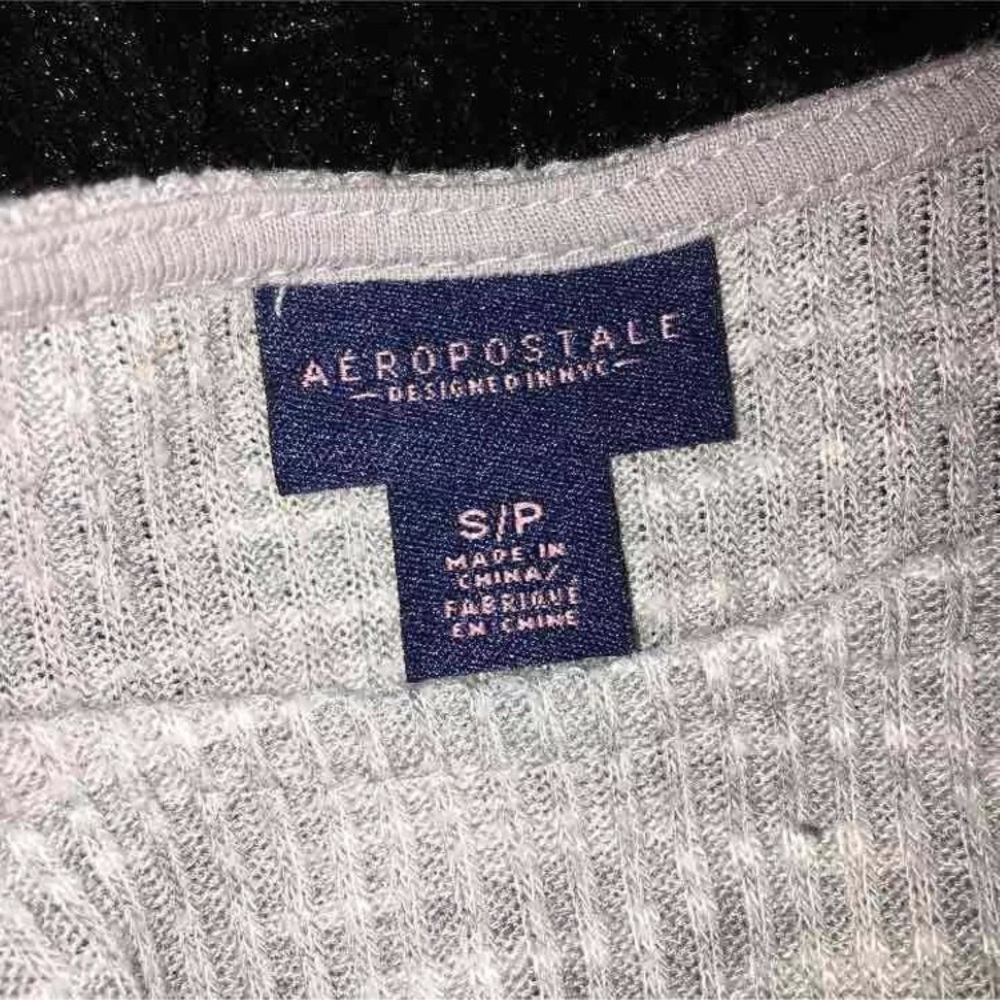 AÉROPOSTALE
DESIGNED IN NYC
S/P
MADE IN
CHINA/
FABRIQUÉ
EN CHINE